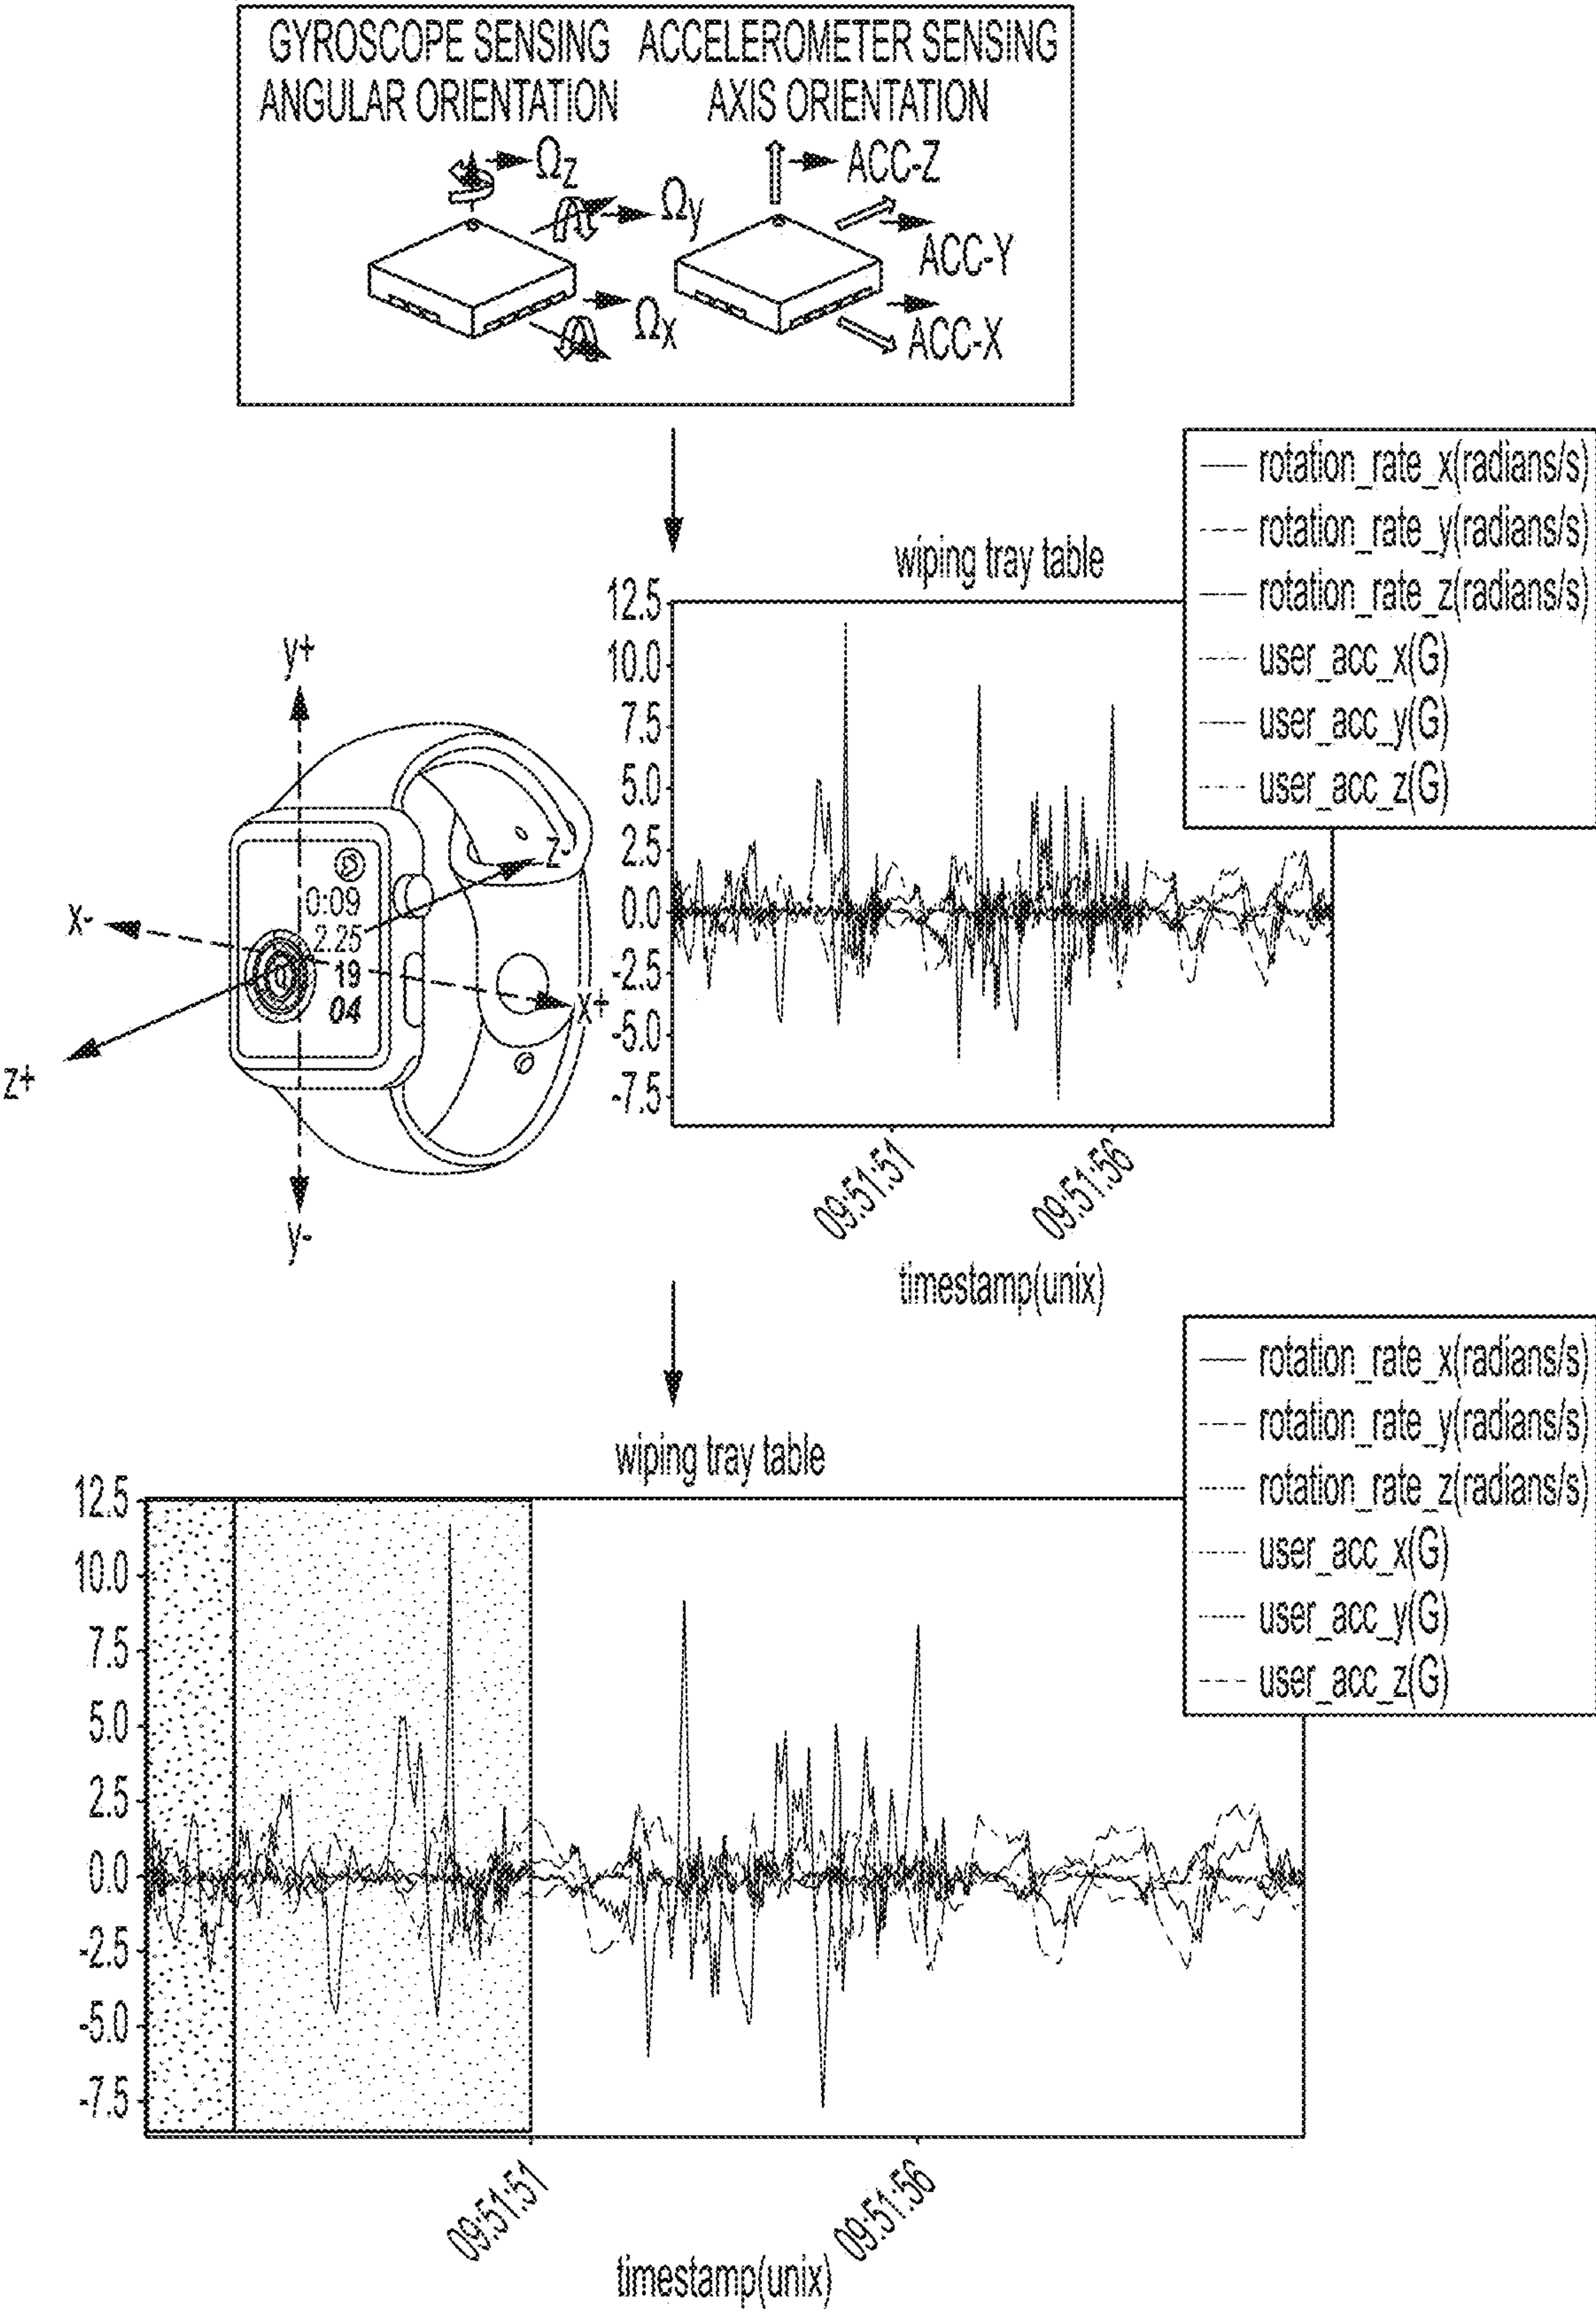 GYROSCOPE SENSING
ANGULAR ORIENTATION
ACCELEROMETER SENSING
AXIS ORIENTATION
Ωz
Ωy
Ωx
ACC-Z
ACC-Y
ACC-X
rotation_rate_x(radians/s)
rotation_rate_y(radians/s)
rotation_rate_z(radians/s)
user_acc_x(G)
user_acc_y(G)
user_acc_z(G)
wiping tray table
12.5
10.0
7.5
5.0
2.5
0.0
-2.5
-5.0
-7.5
09:51:51
09:51:56
timestamp(unix)
y+
x-
z-
x+
z+
y-
0:09
2.25
19
04
rotation_rate_x(radians/s)
rotation_rate_y(radians/s)
rotation_rate_z(radians/s)
user_acc_x(G)
user_acc_y(G)
user_acc_z(G)
wiping tray table
12.5
10.0
7.5
5.0
2.5
0.0
-2.5
-5.0
-7.5
09:51:51
09:51:56
timestamp(unix)